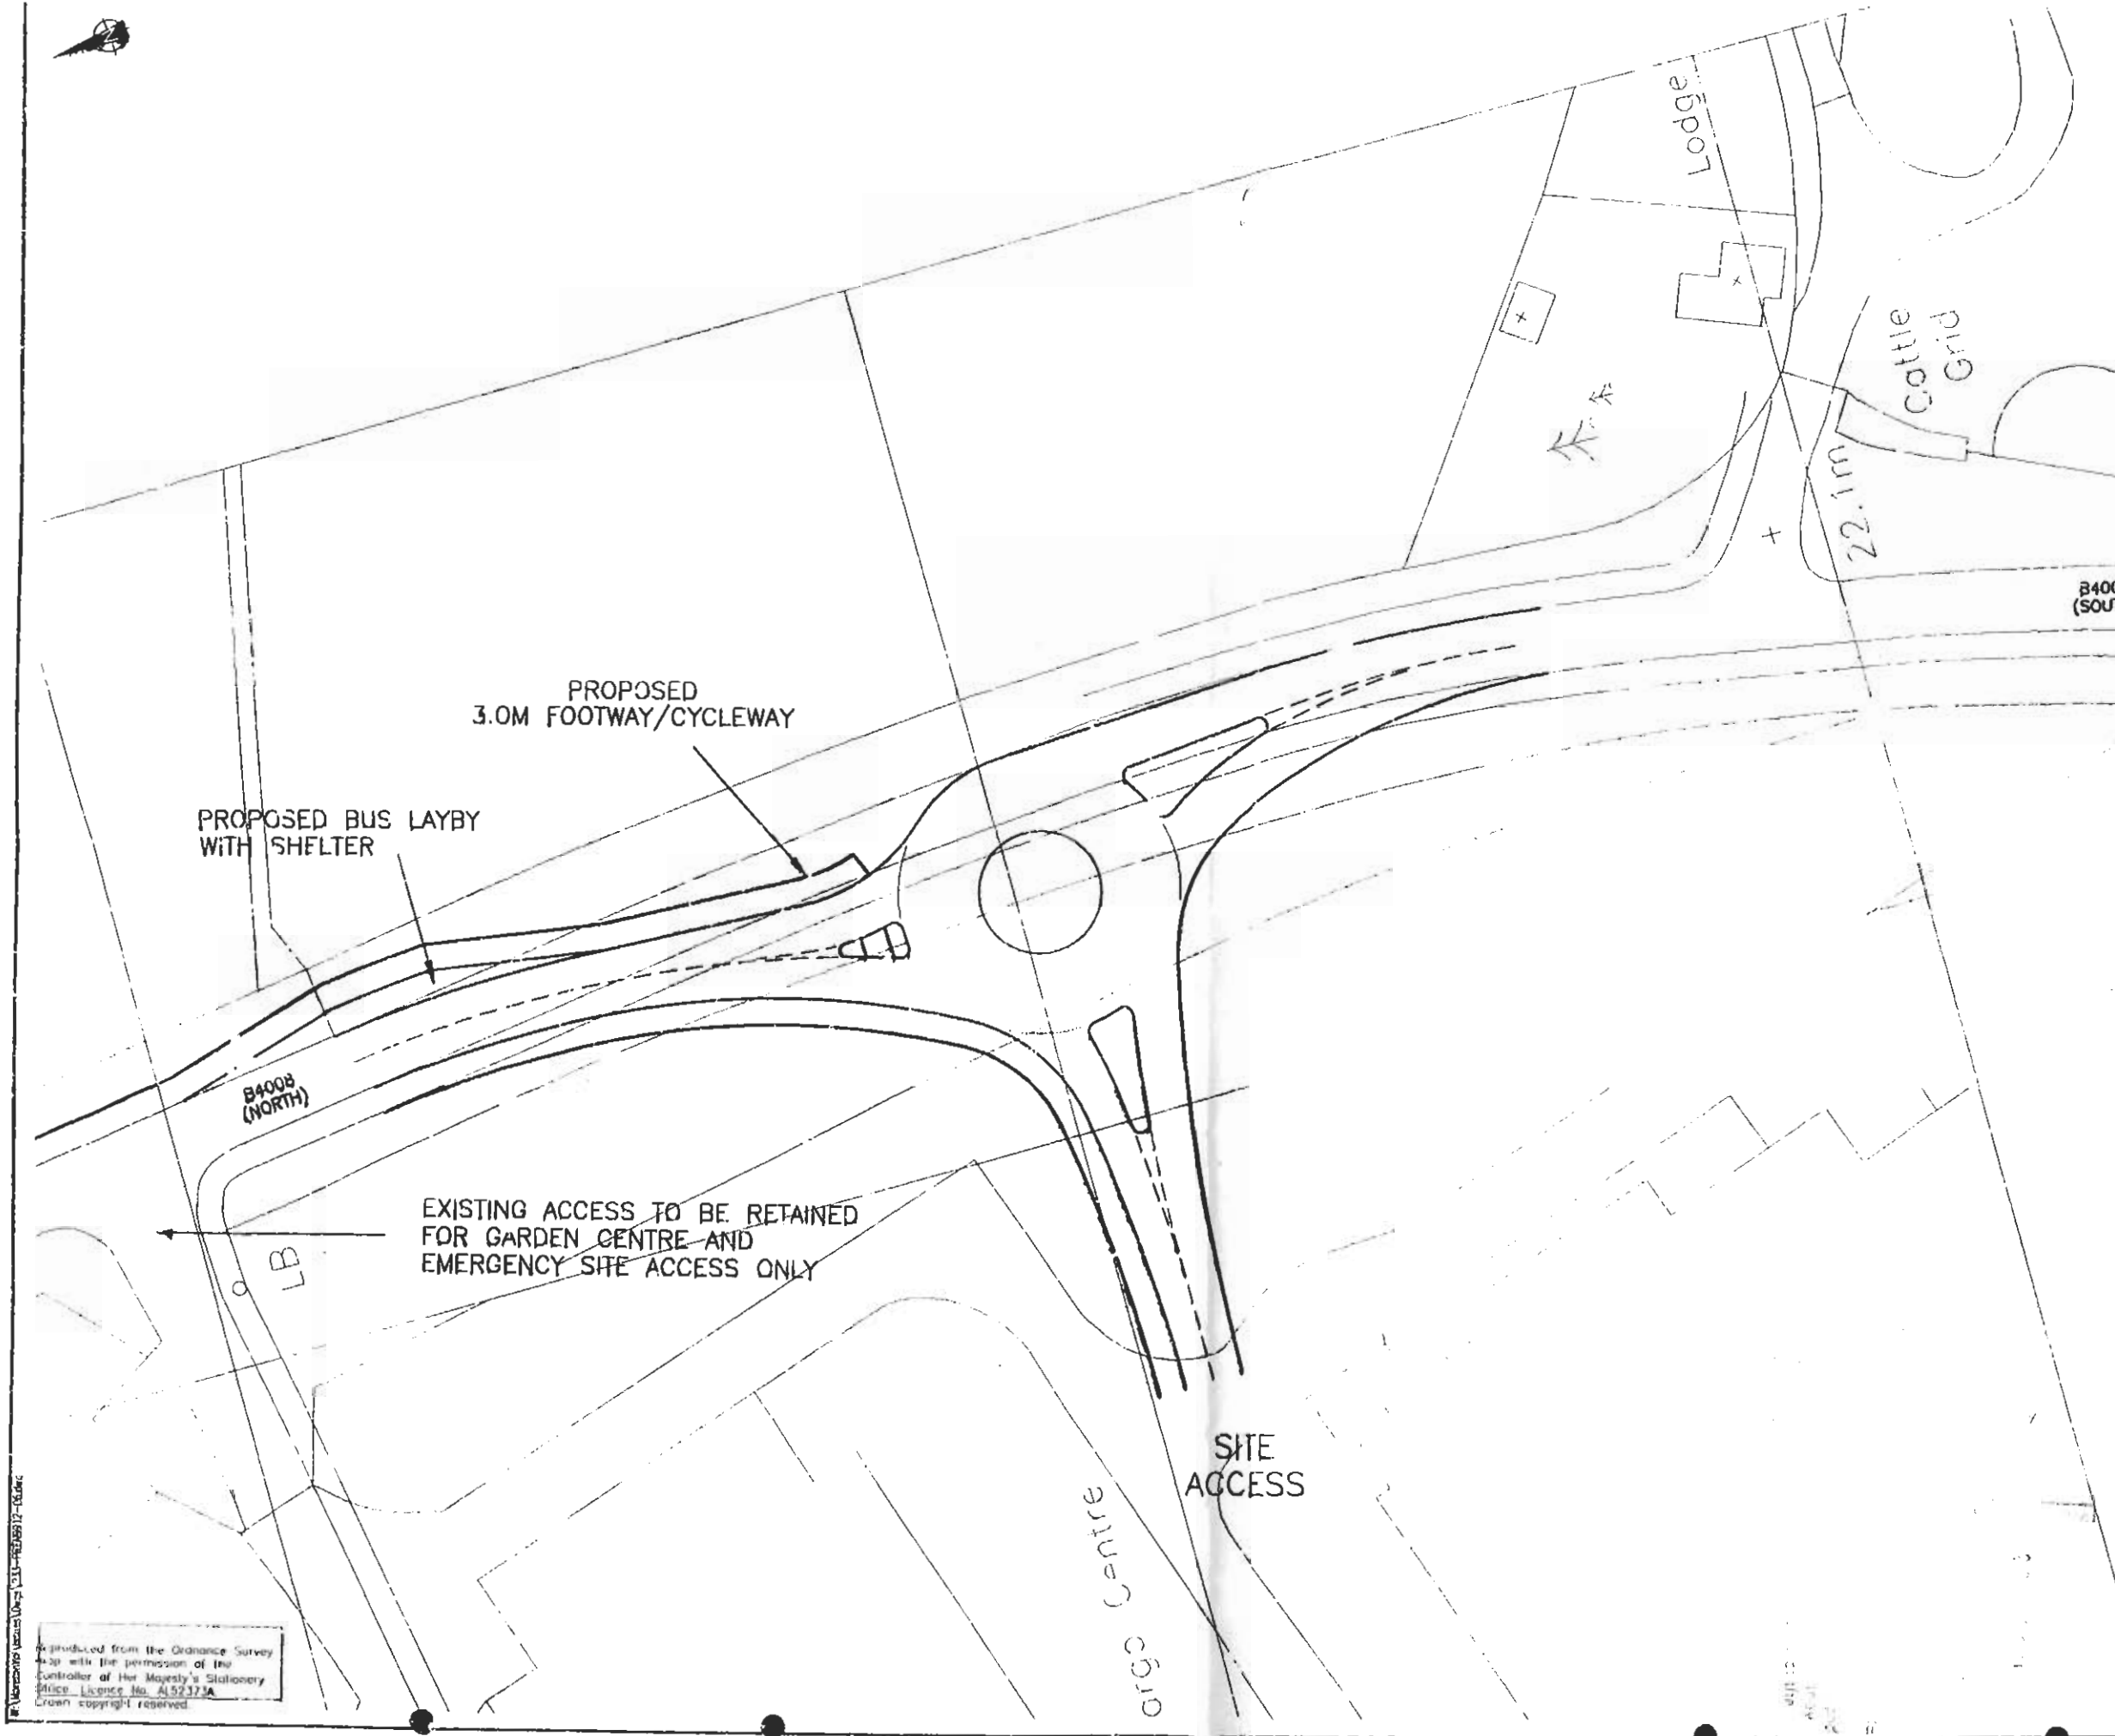 Lodge
Cattle
Grid
22.1m
B400
(SOU
PROPOSED
3.0M FOOTWAY/CYCLEWAY
PROPOSED BUS LAYBY
WITH SHELTER
B4008
(NORTH)
EXISTING ACCESS TO BE RETAINED
FOR GARDEN CENTRE AND
EMERGENCY SITE ACCESS ONLY
LB
SITE
ACCESS
argo Centre
Reproduced from the Ordnance Survey
map with the permission of the
Controller of Her Majesty's Stationery
Office. Licence No. AL52373A
Crown copyright reserved.